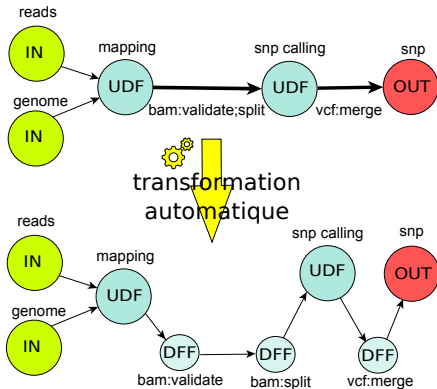 reads
IN
mapping
snp calling
snp
UDF
UDF
OUT
genome
IN
bam:validate;split
vcf:merge
transformation
automatique
reads
IN
mapping
snp calling
snp
UDF
UDF
OUT
genome
IN
DFF
DFF
DFF
bam:validate
bam:split
vcf:merge